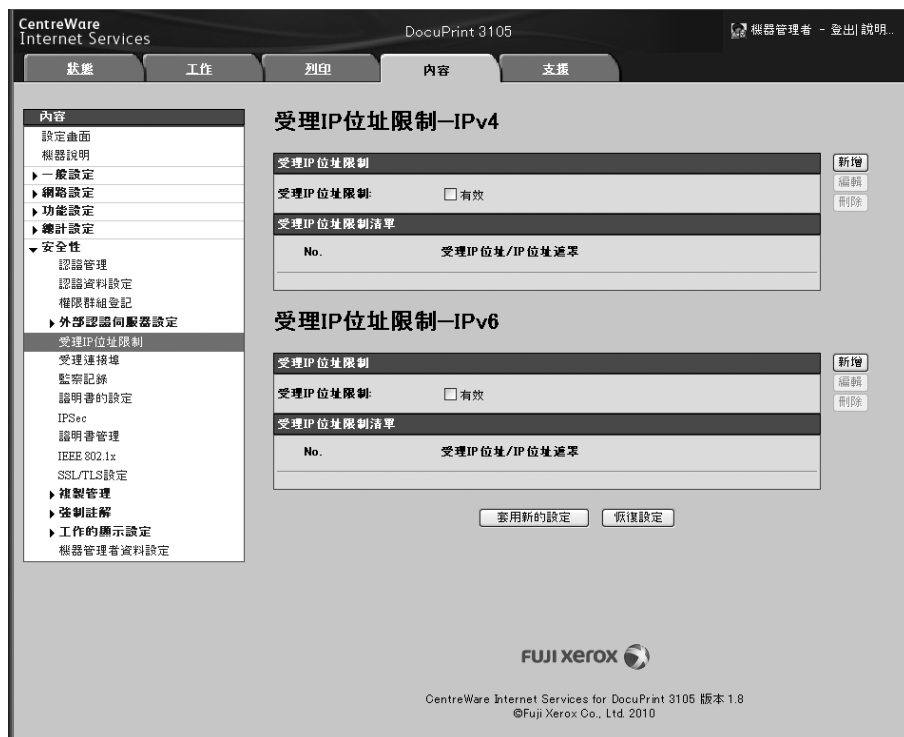 CentreWare
Internet Services
DocuPrint 3105
機器管理者 - 登出|說明...
狀態
工作
列印
內容
支援
內容
設定畫面
機器說明
一般設定
網路設定
功能設定
總計設定
安全性
認證管理
認證資料設定
權限群組登記
外部認證伺服器設定
受理IP位址限制
受理連接埠
監察記錄
證明書的設定
IPSec
證明書管理
IEEE 802.1x
SSL/TLS設定
複製管理
強制註解
工作的顯示設定
機器管理者資料設定
受理IP位址限制—IPv4
受理IP位址限制
受理IP位址限制:
有效
受理IP位址限制清單
No.
受理IP位址/IP位址遮罩
新增
編輯
刪除
受理IP位址限制—IPv6
受理IP位址限制
受理IP位址限制:
有效
受理IP位址限制清單
No.
受理IP位址/IP位址遮罩
新增
編輯
刪除
套用新的設定
恢復設定
FUJI XEROX
CentreWare Internet Services for DocuPrint 3105 版本 1.8
©Fuji Xerox Co., Ltd. 2010